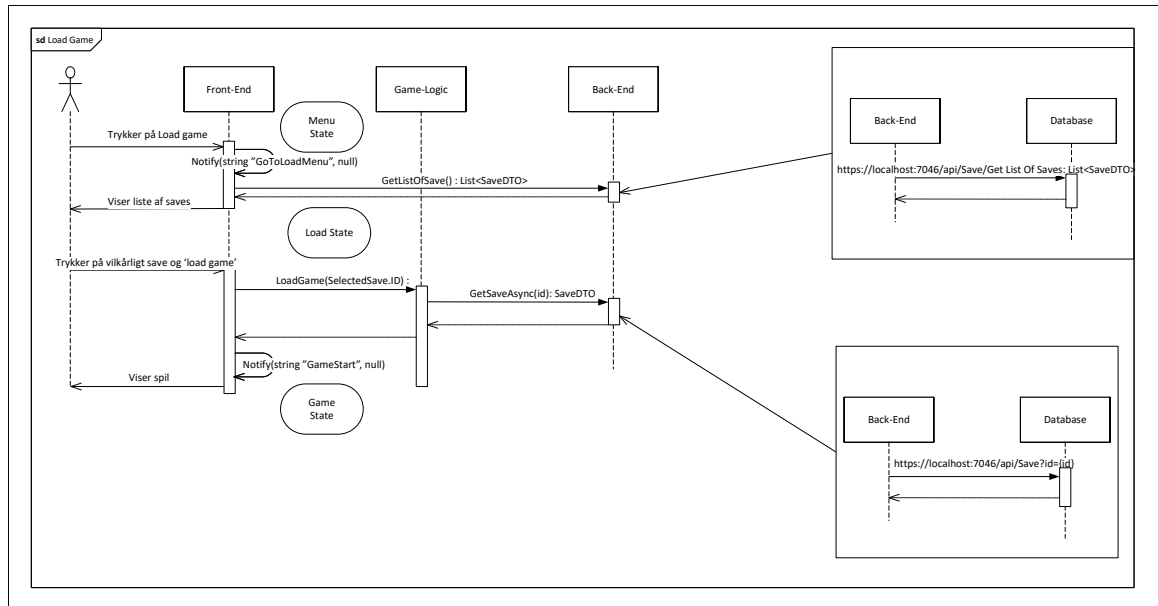 sd Load Game
Front-End
Game-Logic
Back-End
Menu
State
Trykker på Load game
Notify(string "GoToLoadMenu", null)
GetListOfSave() : List<SaveDTO>
Viser liste af saves
Load State
Trykker på vilkårligt save og 'load game'
LoadGame(SelectedSave.ID) :
GetSaveAsync(id): SaveDTO
Notify(string "GameStart", null)
Viser spil
Game
State
Back-End
Database
https://localhost:7046/api/Save/Get List Of Saves: List<SaveDTO>
Back-End
Database
https://localhost:7046/api/Save?id={id}